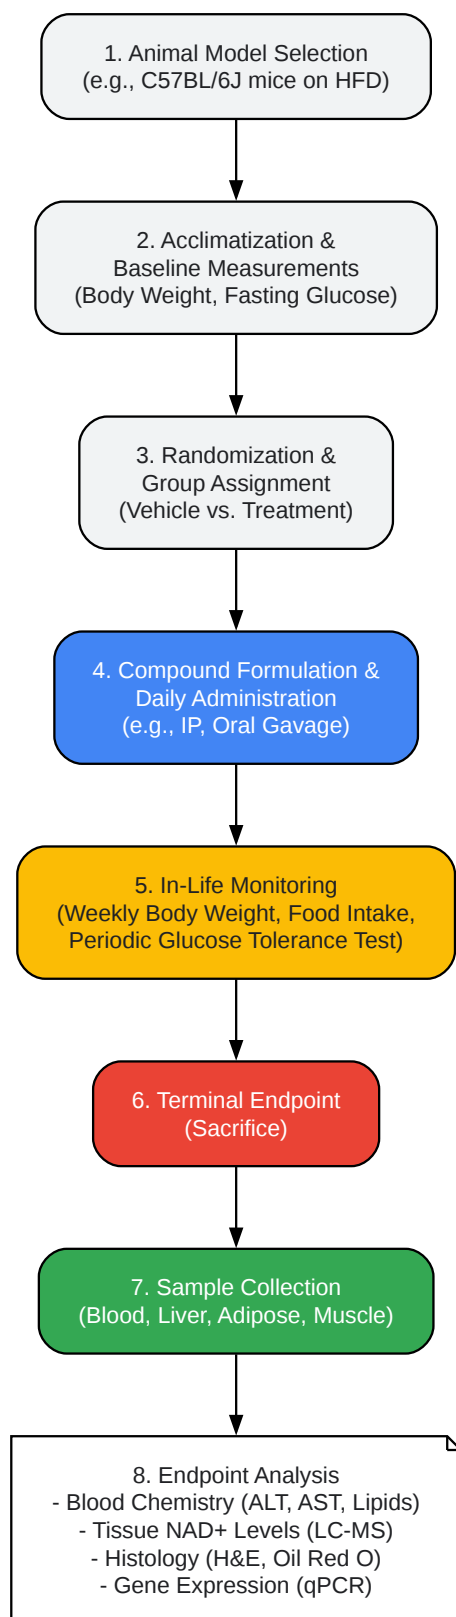 1. Animal Model Selection
(e.g., C57BL/6J mice on HFD)
2. Acclimatization &
Baseline Measurements
(Body Weight, Fasting Glucose)
3. Randomization &
Group Assignment
(Vehicle vs. Treatment)
4. Compound Formulation &
Daily Administration
(e.g., IP, Oral Gavage)
5. In-Life Monitoring
(Weekly Body Weight, Food Intake,
Periodic Glucose Tolerance Test)
6. Terminal Endpoint
(Sacrifice)
7. Sample Collection
(Blood, Liver, Adipose, Muscle)
8. Endpoint Analysis
- Blood Chemistry (ALT, AST, Lipids)
- Tissue NAD+ Levels (LC-MS)
- Histology (H&E, Oil Red O)
- Gene Expression (qPCR)